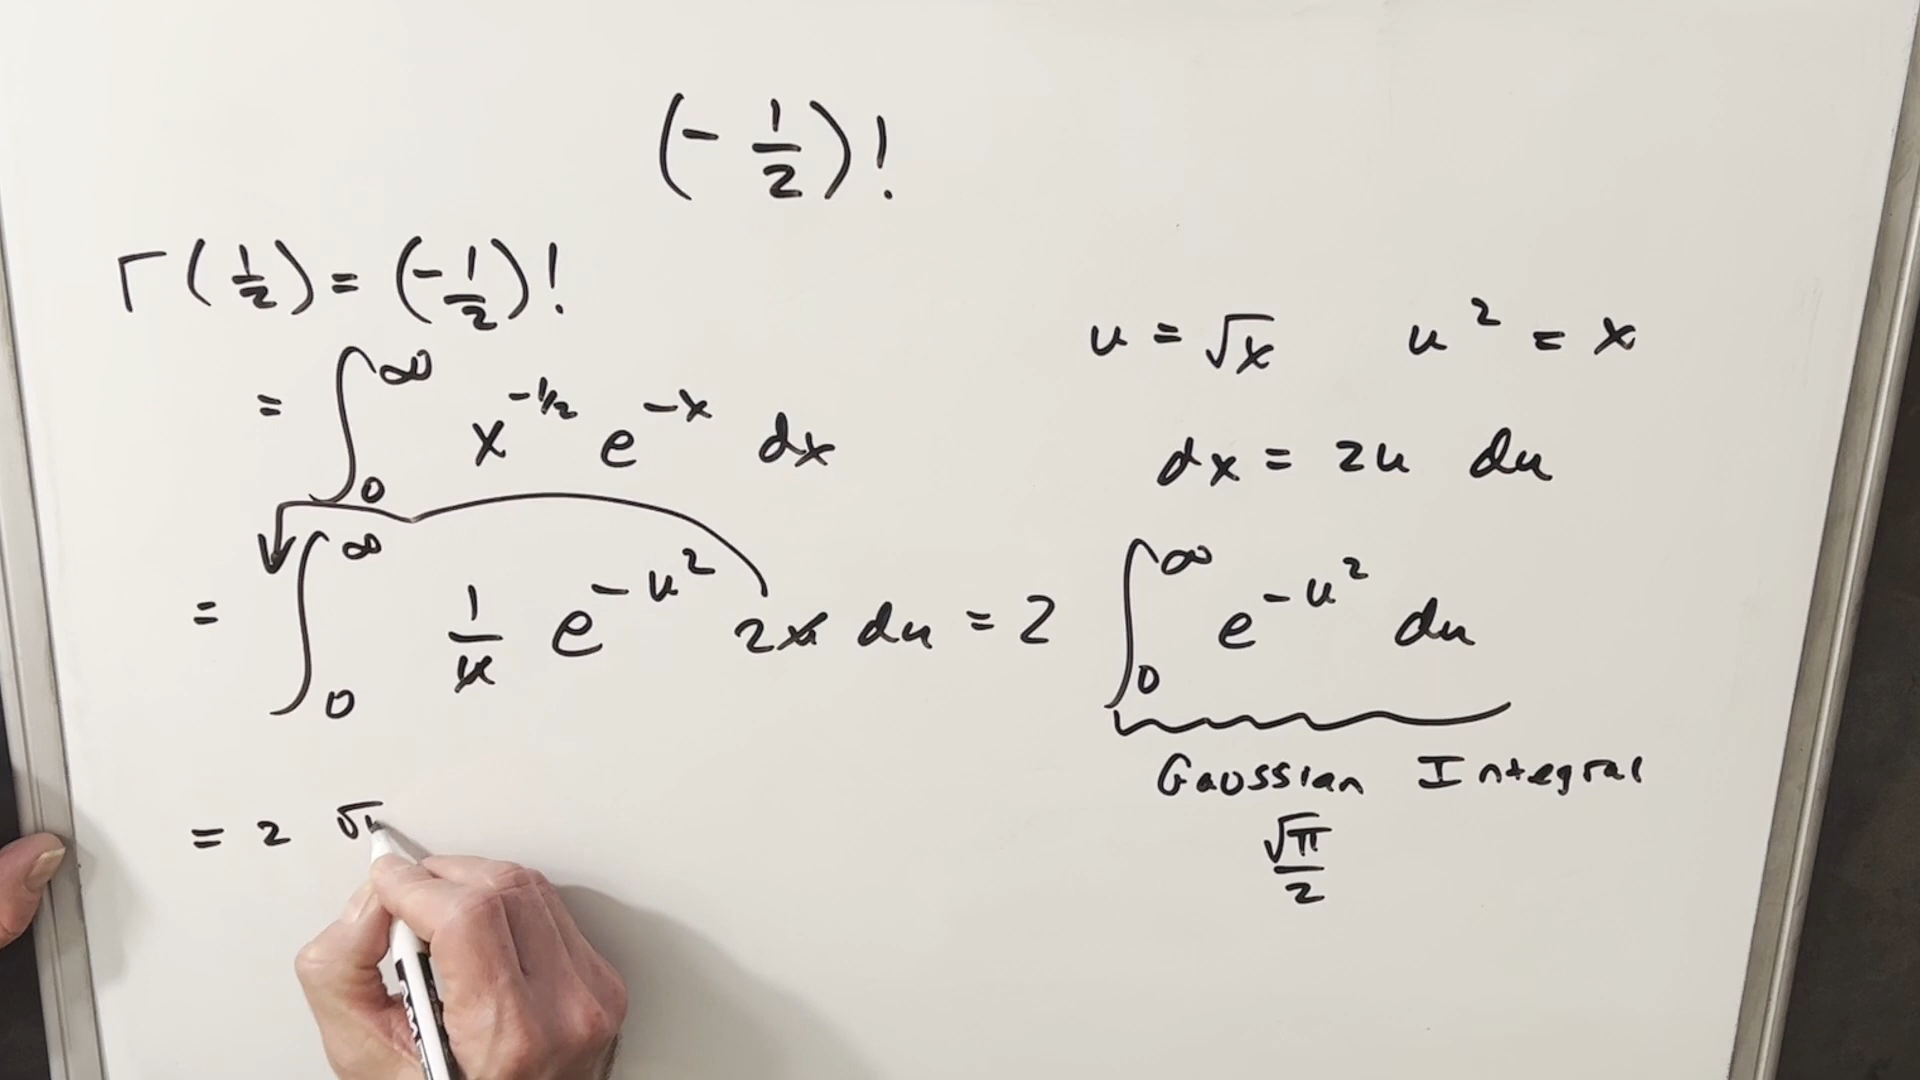 (- 1/2)!
Γ(1/2) = (-1/2)!
= ∫₀^∞ x^(-1/2) e^(-x) dx
u = √x   u² = x
dx = 2u du
= ∫₀^∞ 1/u e^(-u²) 2u du = 2 ∫₀^∞ e^(-u²) du
Gaussian Integral
√π/2
= 2 √